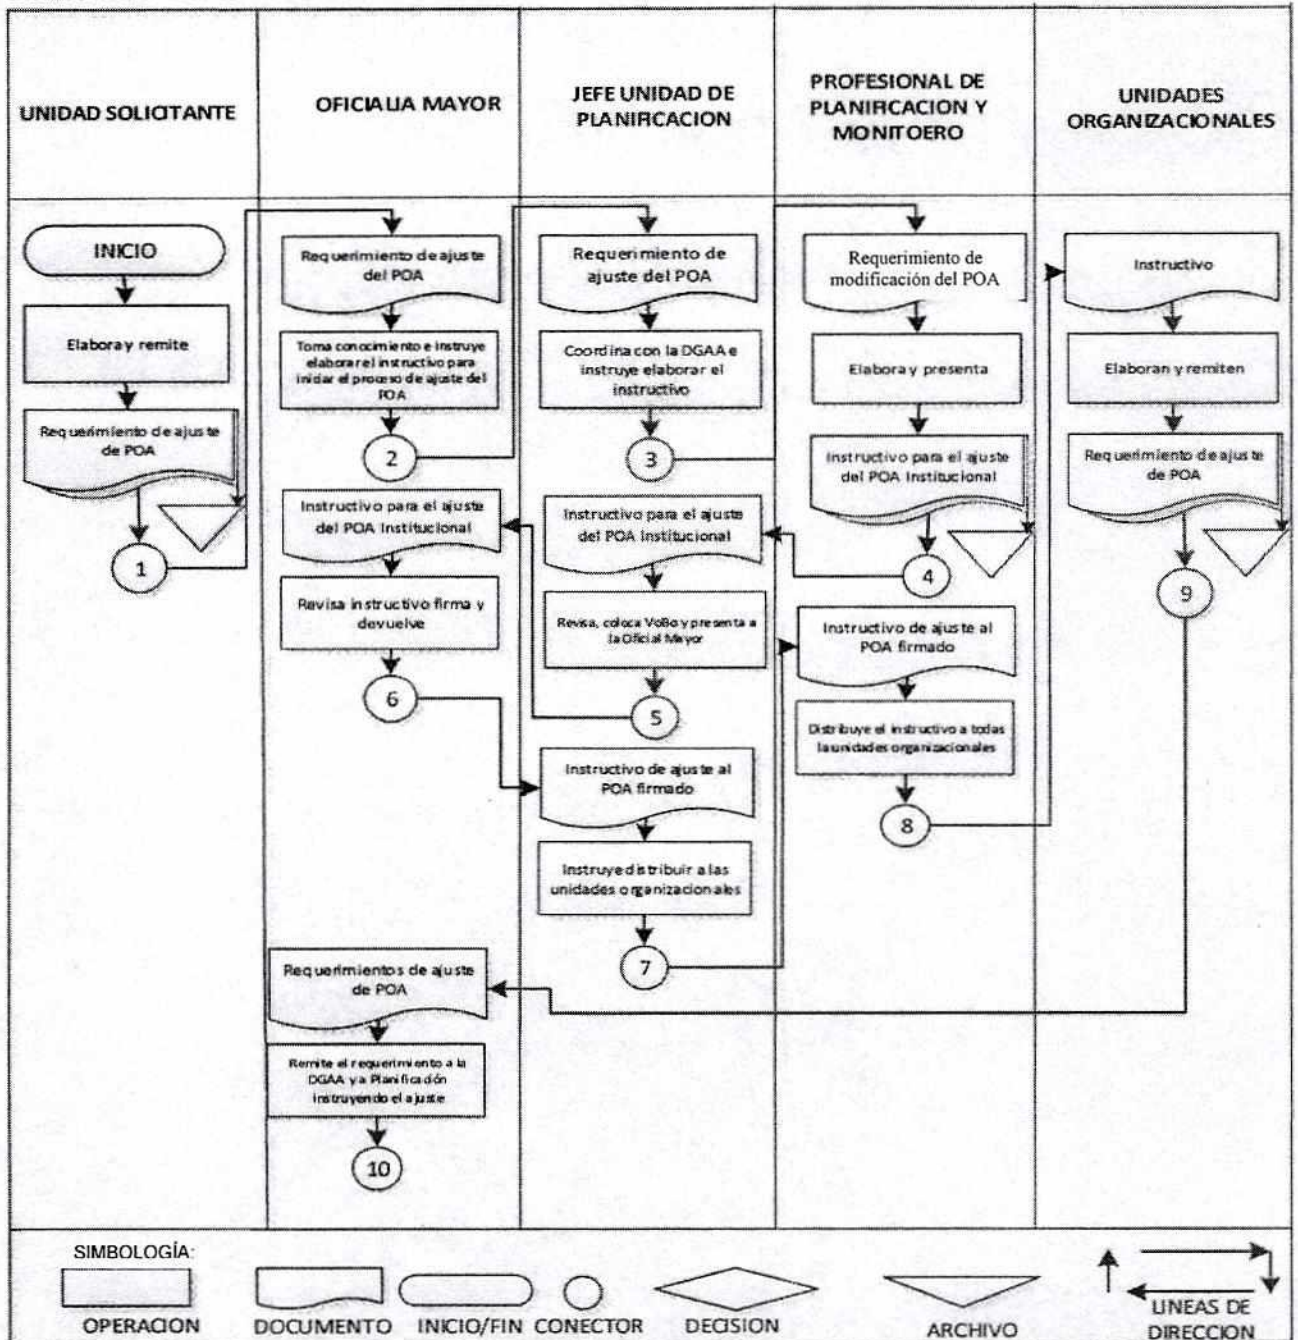 UNIDAD SOLICITANTE
OFICIALIA MAYOR
JEFE UNIDAD DE
PLANIFICACION
PROFESIONAL DE
PLANIFICACION Y
MONITOERO
UNIDADES
ORGANIZACIONALES
INICIO
Elabora y remite
Requerimiento de ajuste
de POA
1
Requerimiento de ajuste
del POA
Toma conocimiento e instruye
elaborar el instructivo para
iniciar el proceso de ajuste del
POA
2
Instructivo para el ajuste
del POA Institucional
Revisa instructivo firma y
devuelve
6
Requerimientos de ajuste
de POA
Remite el requerimiento a la
DGAA y a Planificación
instruyendo el ajuste
10
Requerimiento de
ajuste del POA
Coordina con la DGAA e
instruye elaborar el
instructivo
3
Instructivo para el ajuste
del POA Institucional
Revisa, coloca VoBo y presenta a
la Oficial Mayor
5
Instructivo de ajuste al
POA firmado
Instruye distribuir a las
unidades organizacionales
7
Requerimiento de
modificación del POA
Elabora y presenta
Instructivo para el ajuste
del POA Institucional
4
Instructivo de ajuste al
POA firmado
Distribuye el instructivo a todas
la unidades organizacionales
8
Instructivo
Elaboran y remiten
Requerimiento de ajuste
de POA
9
SIMBOLOGÍA:
OPERACION
DOCUMENTO
INICIO/FIN
CONECTOR
DECISION
ARCHIVO
LINEAS DE
DIRECCION